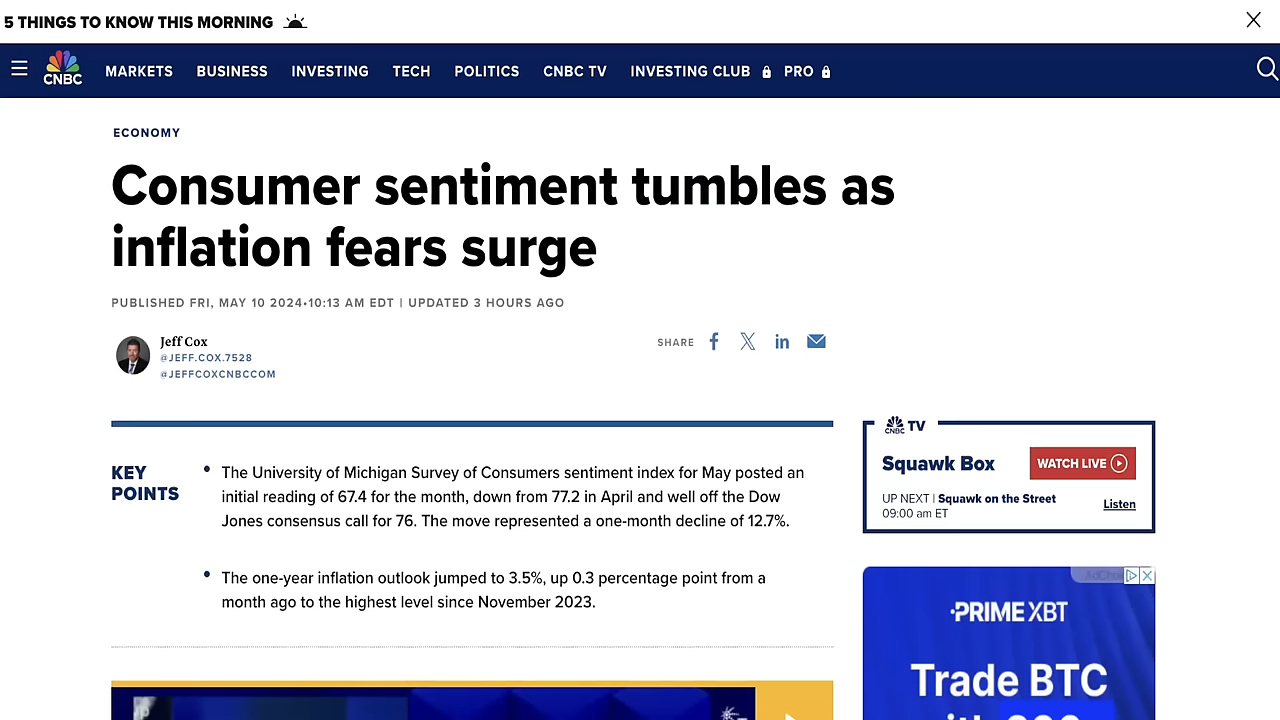 5 THINGS TO KNOW THIS MORNING
CNBC
MARKETS BUSINESS INVESTING TECH POLITICS CNBC TV INVESTING CLUB PRO
ECONOMY
Consumer sentiment tumbles as
inflation fears surge
PUBLISHED FRI, MAY 10 2024•10:13 AM EDT | UPDATED 3 HOURS AGO
Jeff Cox
@JEFF.COX.7528
@JEFFCOXCNBCCOM
SHARE
KEY
POINTS
• The University of Michigan Survey of Consumers sentiment index for May posted an
initial reading of 67.4 for the month, down from 77.2 in April and well off the Dow
Jones consensus call for 76. The move represented a one-month decline of 12.7%.
• The one-year inflation outlook jumped to 3.5%, up 0.3 percentage point from a
month ago to the highest level since November 2023.
CNBC TV
Squawk Box
WATCH LIVE
UP NEXT | Squawk on the Street
09:00 am ET
Listen
PRIME XBT
Trade BTC